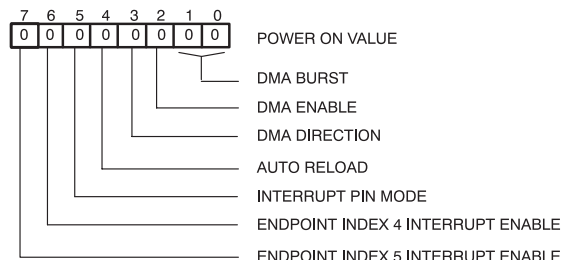 7 6 5 4 3 2 1 0
0 0 0 0 0 0 0 0 POWER ON VALUE
DMA BURST
DMA ENABLE
DMA DIRECTION
AUTO RELOAD
INTERRUPT PIN MODE
ENDPOINT INDEX 4 INTERRUPT ENABLE
ENDPOINT INDEX 5 INTERRUPT ENABLE